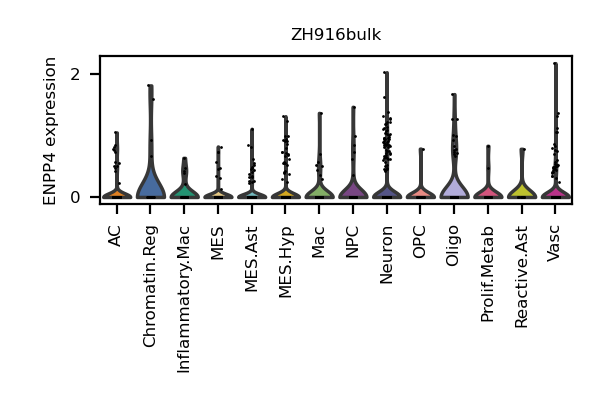 ZH916bulk
ENPP4 expression
2
0
AC
Chromatin.Reg
Inflammatory.Mac
MES
MES.Ast
MES.Hyp
Mac
NPC
Neuron
OPC
Oligo
Prolif.Metab
Reactive.Ast
Vasc